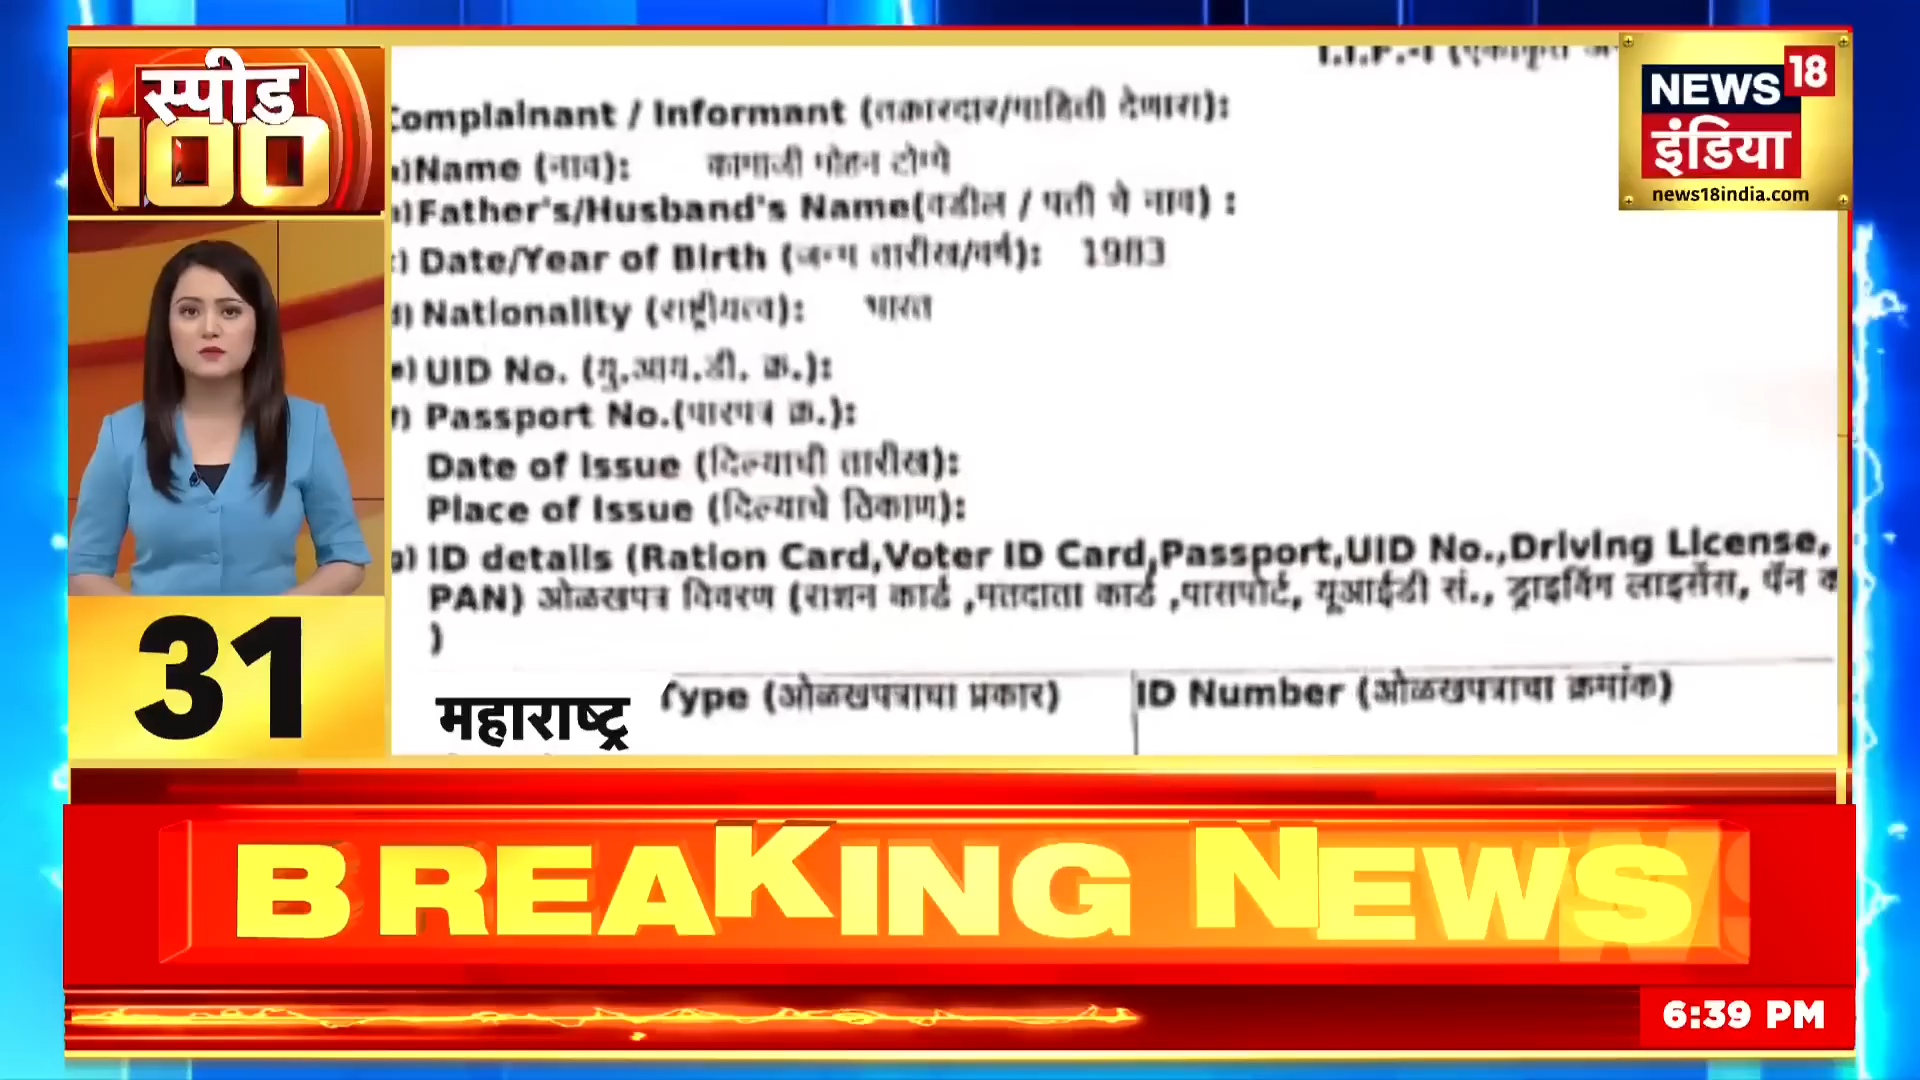 स्पीड
100
31
NEWS 18
इंडिया
news18india.com
Complainant / Informant (तक्रारदार/माहिती देणारा):
Name (नाव): मोहन
Father's/Husband's Name(वडील / पती चे नाव) :
Date/Year of Birth (जन्म तारीख/वर्ष): 1983
Nationality (राष्ट्रीयत्व): भारत
UID No. (यु.आय.डी. क्र.):
Passport No.(पारपत्र क्र.):
Date of Issue (दिल्याची तारीख):
Place of Issue (दिल्याचे ठिकाण):
ID details (Ration Card,Voter ID Card,Passport,UID No.,Driving License,
PAN) ओळखपत्र विवरण (राशन कार्ड ,मतदाता कार्ड ,पासपोर्ट, यूआईडी सं., ड्राइविंग लाइसेंस, पॅन
)
महाराष्ट्र Type (ओळखपत्राचा प्रकार) ID Number (ओळखपत्राचा क्रमांक)
BREAKING NEWS
6:39 PM